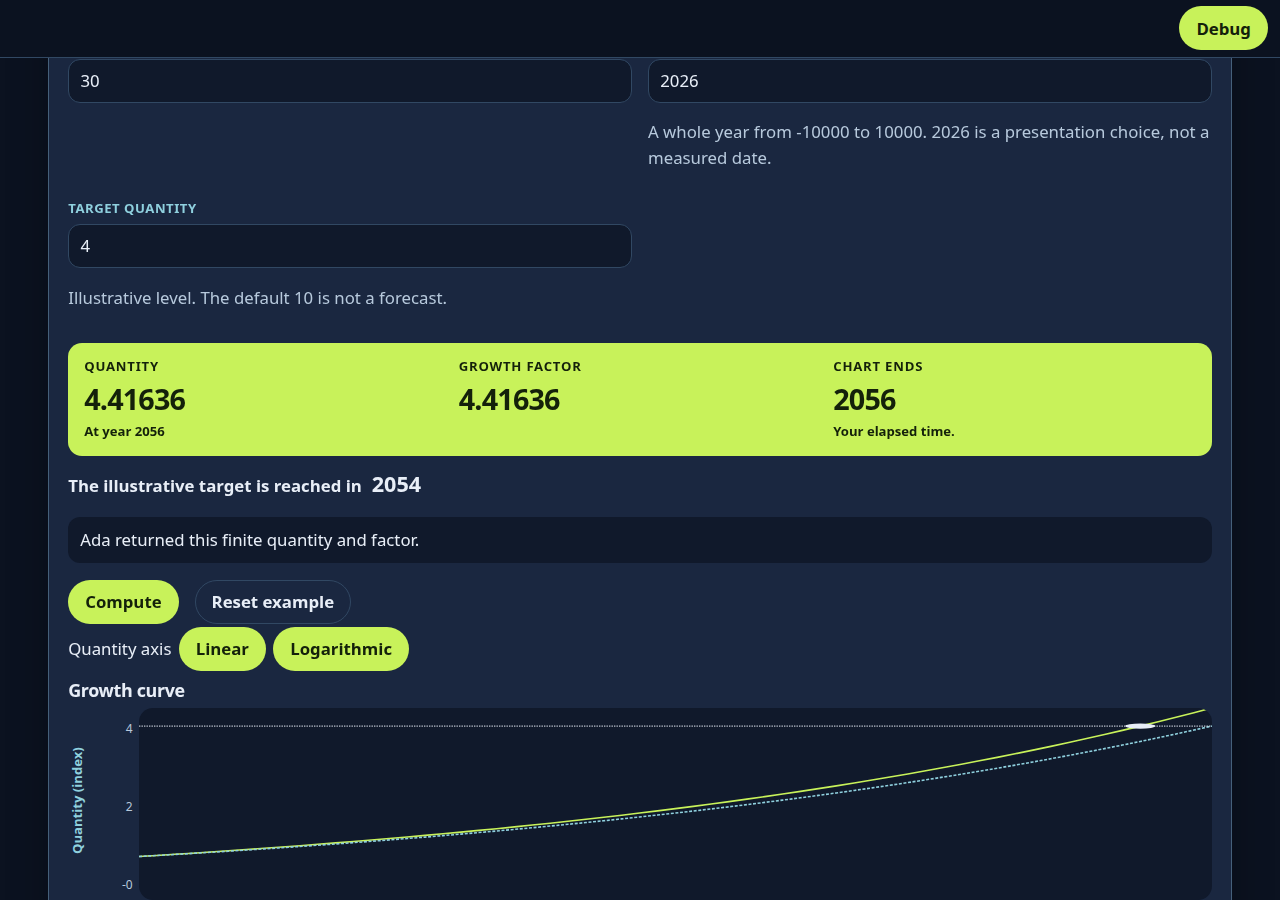 Debug
30
2026
A whole year from -10000 to 10000. 2026 is a presentation choice, not a
measured date.
TARGET QUANTITY
4
Illustrative level. The default 10 is not a forecast.
QUANTITY
4.41636
At year 2056
GROWTH FACTOR
4.41636
CHART ENDS
2056
Your elapsed time.
The illustrative target is reached in 2054
Ada returned this finite quantity and factor.
Compute
Reset example
Quantity axis
Linear
Logarithmic
Growth curve
Quantity (index)
4
2
-0